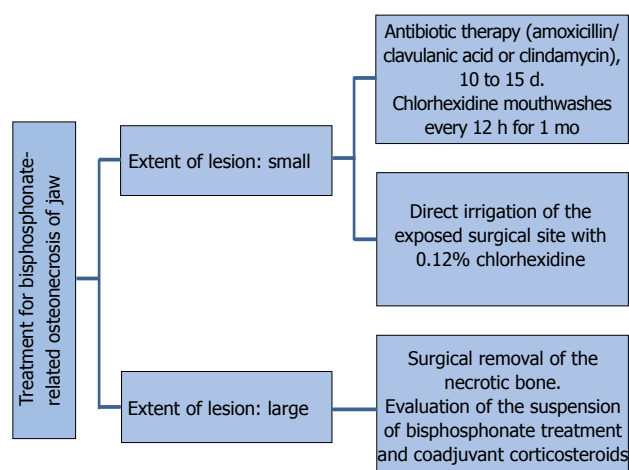 Treatment for bisphosphonate-
related osteonecrosis of jaw
Extent of lesion: small
Antibiotic therapy (amoxicillin/
clavulanic acid or clindamycin),
10 to 15 d.
Chlorhexidine mouthwashes
every 12 h for 1 mo
Direct irrigation of the
exposed surgical site with
0.12% chlorhexidine
Extent of lesion: large
Surgical removal of the
necrotic bone.
Evaluation of the suspension
of bisphosphonate treatment
and coadjuvant corticosteroids